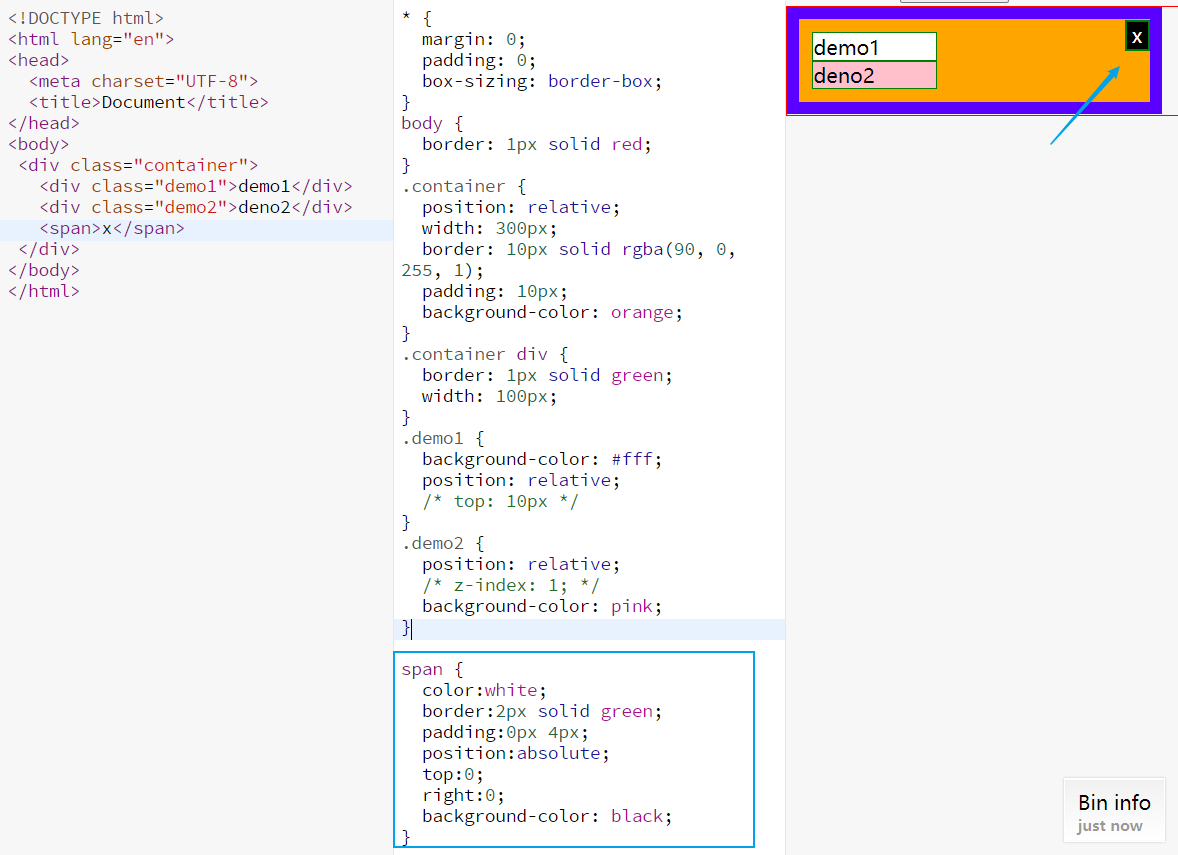 <!DOCTYPE html>
<html lang="en">
<head>
  <meta charset="UTF-8">
  <title>Document</title>
</head>
<body>
 <div class="container">
   <div class="demo1">demo1</div>
   <div class="demo2">deno2</div>
   <span>x</span>
 </div>
</body>
</html>
* {
  margin: 0;
  padding: 0;
  box-sizing: border-box;
}
body {
  border: 1px solid red;
}
.container {
  position: relative;
  width: 300px;
  border: 10px solid rgba(90, 0,
255, 1);
  padding: 10px;
  background-color: orange;
}
.container div {
  border: 1px solid green;
  width: 100px;
}
.demo1 {
  background-color: #fff;
  position: relative;
  /* top: 10px */
}
.demo2 {
  position: relative;
  /* z-index: 1; */
  background-color: pink;
}
span {
  color:white;
  border:2px solid green;
  padding:0px 4px;
  position:absolute;
  top:0;
  right:0;
  background-color: black;
}
demo1
deno2
x
Bin info
just now